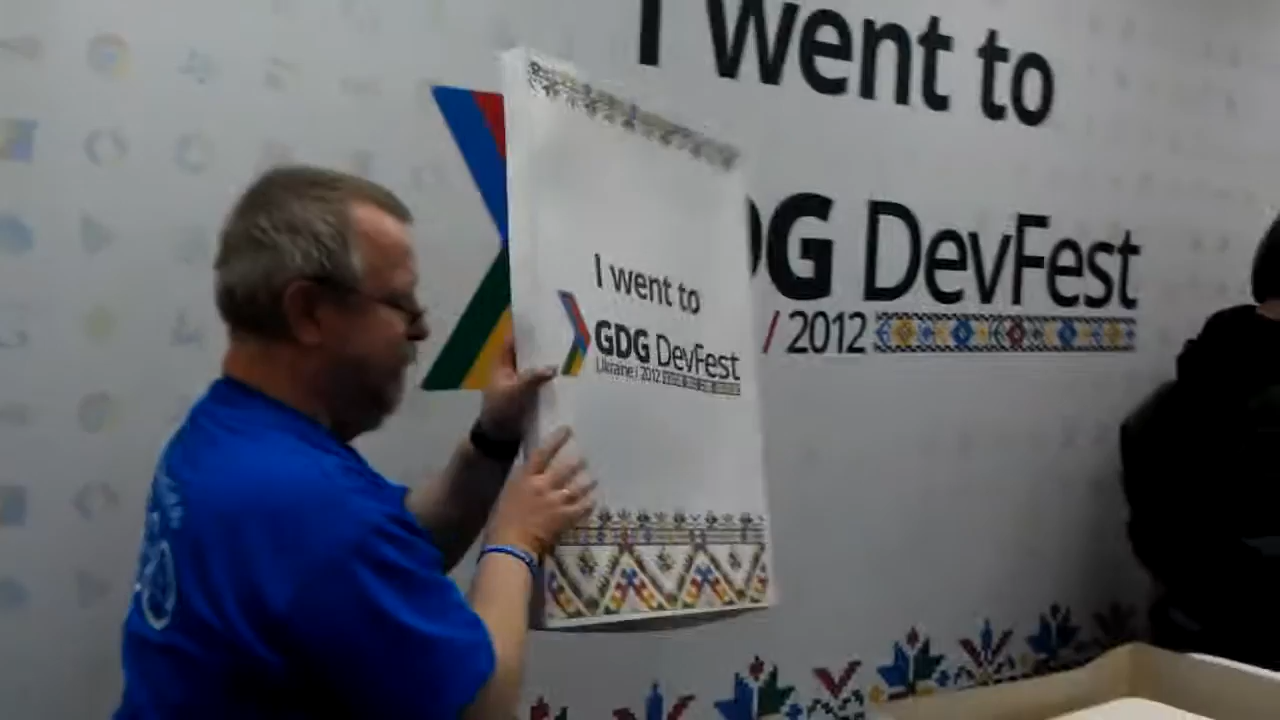 I went to
GDG DevFest
Ukraine / 2012
I went to
DG DevFest
/ 2012